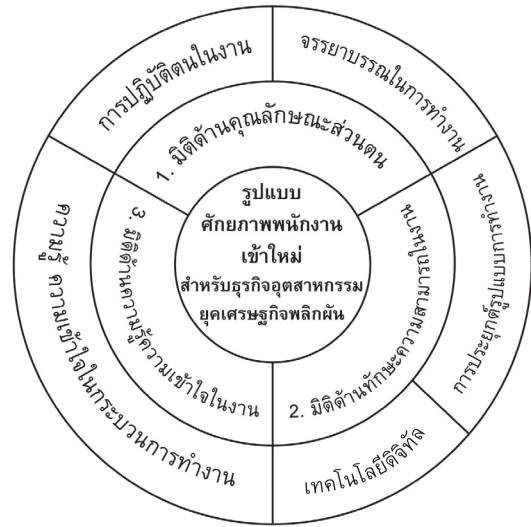 รูปแบบ
ศักยภาพพนักงาน
เข้าใหม่
สำหรับธุรกิจอุตสาหกรรม
ยุคเศรษฐกิจพลิกผัน
1. มิติด้านคุณลักษณะส่วนตน
2. มิติด้านทักษะความสามารถในงาน
3. มิติด้านความรู้ความเข้าใจในงาน
การปฏิบัติตนในงาน
จรรยาบรรณในการทำงาน
การประยุกต์รูปแบบการทำงาน
เทคโนโลยีดิจิทัล
ความรู้ ความเข้าใจในกระบวนการทำงาน